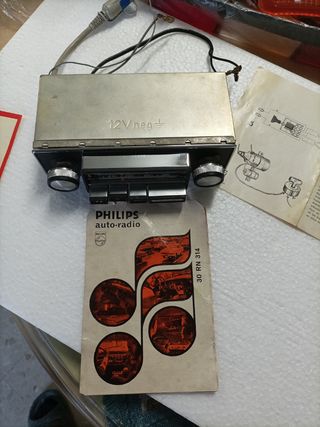 12V neg
PHILIPS
auto-radio
30 RN 314